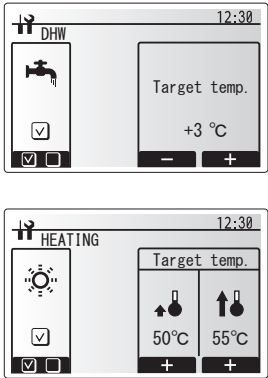 12:30
DHW
Target temp.
+3 ℃
− +
12:30
HEATING
Target temp.
50℃ 55℃
+ +